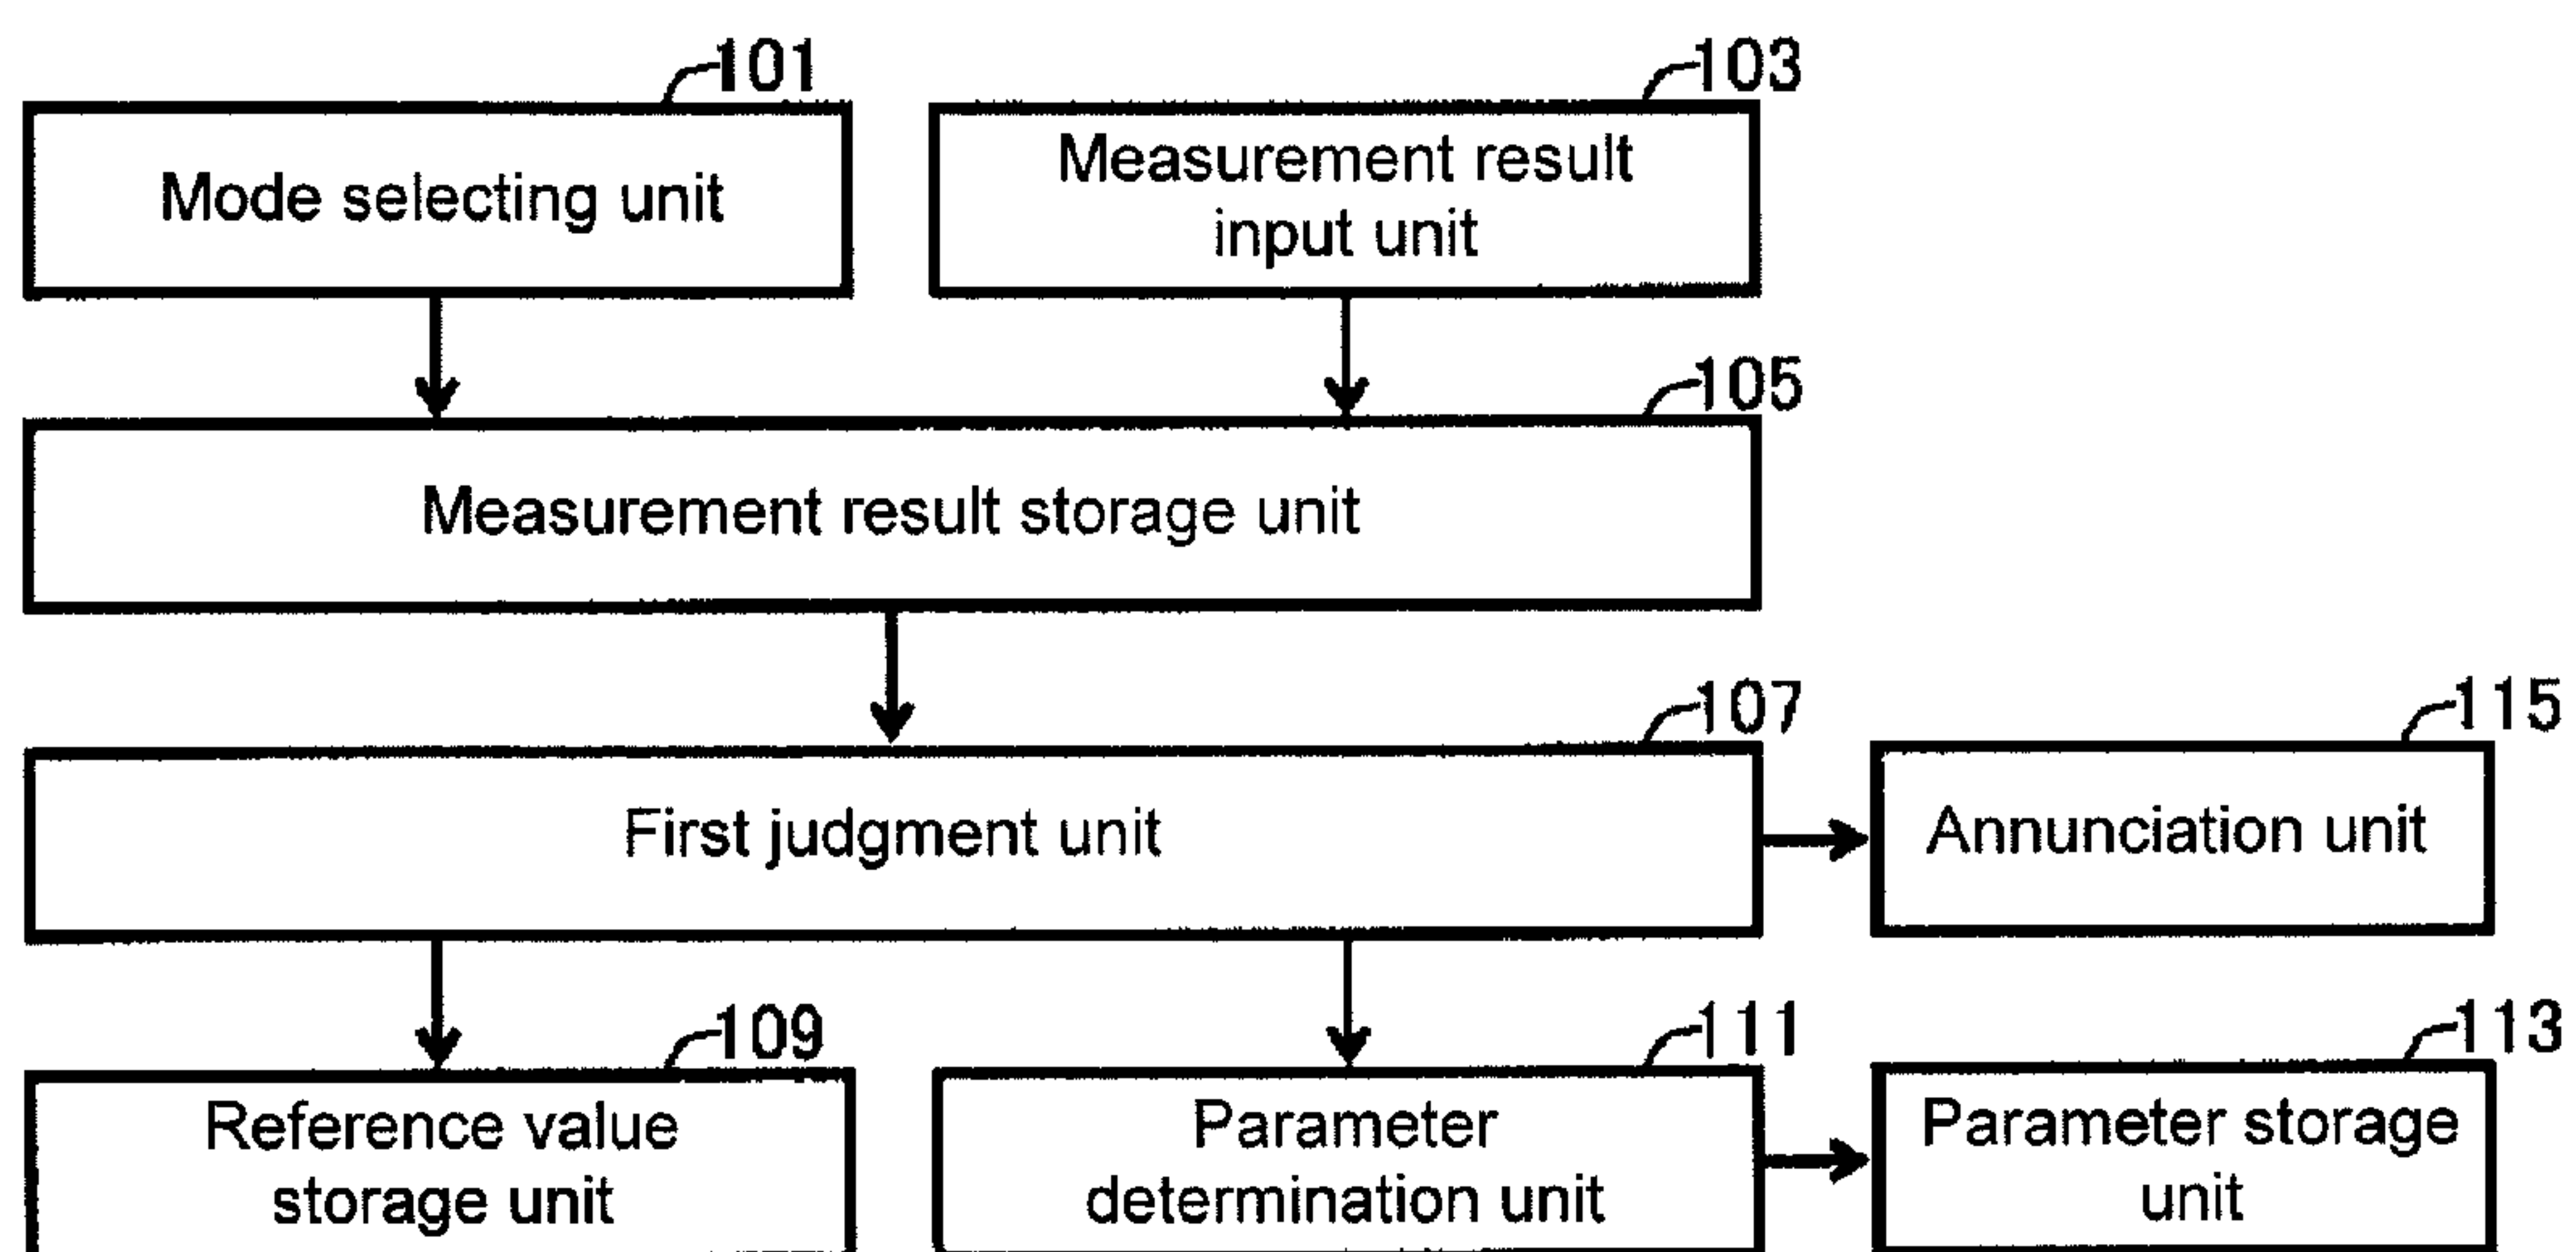 101
103
Mode selecting unit
Measurement result
input unit
105
Measurement result storage unit
107
115
First judgment unit
Annunciation unit
109
111
113
Reference value
storage unit
Parameter
determination unit
Parameter storage
unit